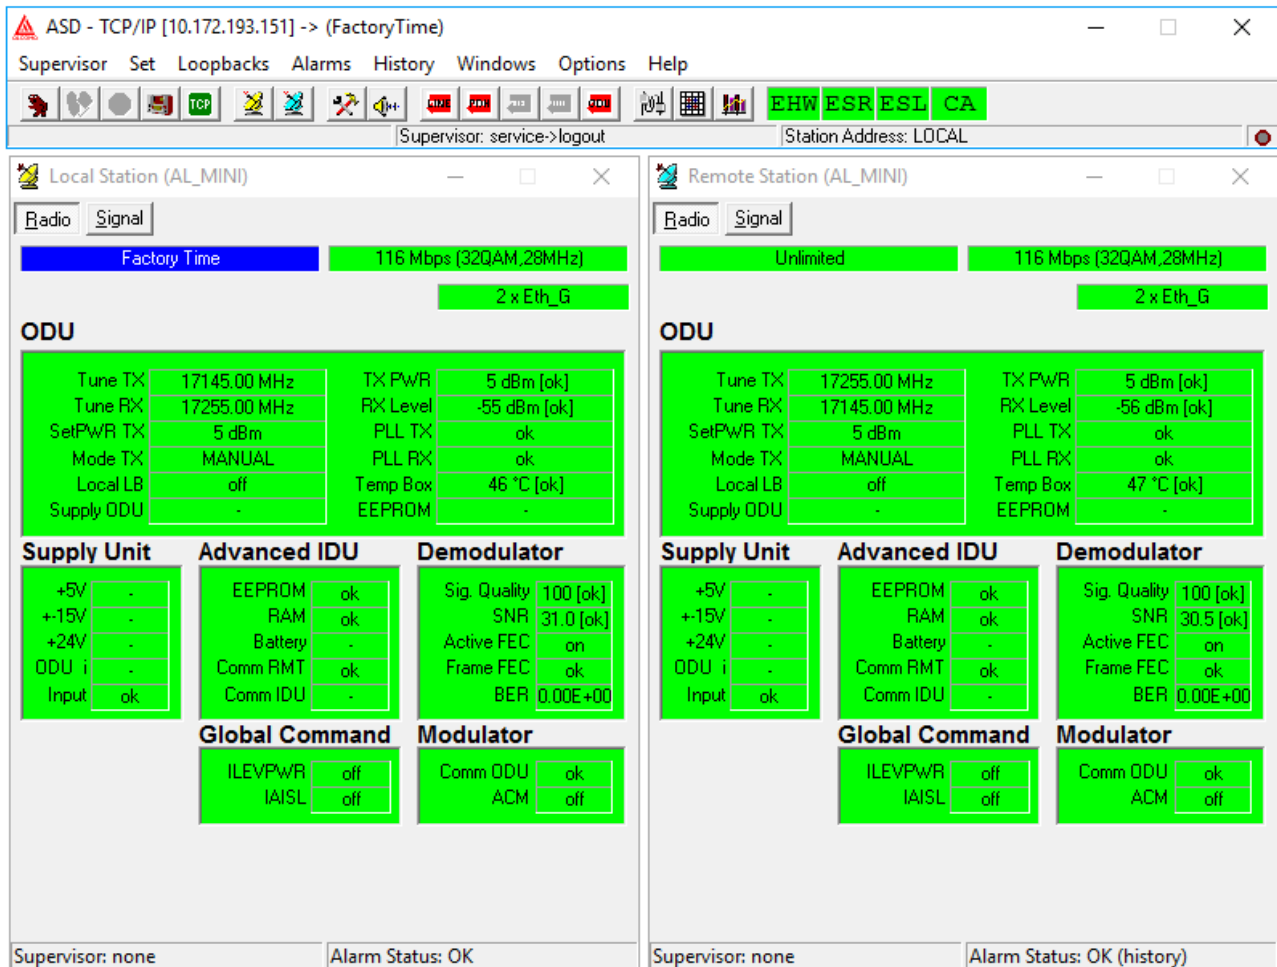 ASD - TCP/IP [10.172.193.151] -> (FactoryTime)
Supervisor Set Loopbacks Alarms History Windows Options Help
TCP EHW ESR ESL CA
Supervisor: service->logout Station Address: LOCAL
Local Station (AL_MINI)
Radio Signal
Factory Time 116 Mbps (32QAM,28MHz)
2 x Eth_G
ODU
Tune TX 17145.00 MHz TX PWR 5 dBm [ok]
Tune RX 17255.00 MHz RX Level -55 dBm [ok]
SetPWR TX 5 dBm PLL TX ok
Mode TX MANUAL PLL RX ok
Local LB off Temp Box 46 °C [ok]
Supply ODU - EEPROM -
Supply Unit Advanced IDU Demodulator
+5V - EEPROM ok Sig. Quality 100 [ok]
+-15V - RAM ok SNR 31.0 [ok]
+24V - Battery - Active FEC on
ODU i - Comm RMT ok Frame FEC ok
Input ok Comm IDU - BER 0.00E+00
Global Command Modulator
ILEVPWR off Comm ODU ok
IAISL off ACM off
Supervisor: none Alarm Status: OK
Remote Station (AL_MINI)
Radio Signal
Unlimited 116 Mbps (32QAM,28MHz)
2 x Eth_G
ODU
Tune TX 17255.00 MHz TX PWR 5 dBm [ok]
Tune RX 17145.00 MHz RX Level -56 dBm [ok]
SetPWR TX 5 dBm PLL TX ok
Mode TX MANUAL PLL RX ok
Local LB off Temp Box 47 °C [ok]
Supply ODU - EEPROM -
Supply Unit Advanced IDU Demodulator
+5V - EEPROM ok Sig. Quality 100 [ok]
+-15V - RAM ok SNR 30.5 [ok]
+24V - Battery - Active FEC on
ODU i - Comm RMT ok Frame FEC ok
Input ok Comm IDU - BER 0.00E+00
Global Command Modulator
ILEVPWR off Comm ODU ok
IAISL off ACM off
Supervisor: none Alarm Status: OK (history)